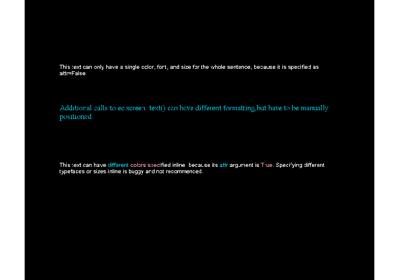 This text can only have a single color, font, and size for the whole sentence, because it is specified as
attr=False
Additional calls to ec.screen_text() can have different formatting, but have to be manually
positioned.
This text can have different colors specified inline because its attr argument is True. Specifying different
typefaces or sizes inline is buggy and not recommenced.